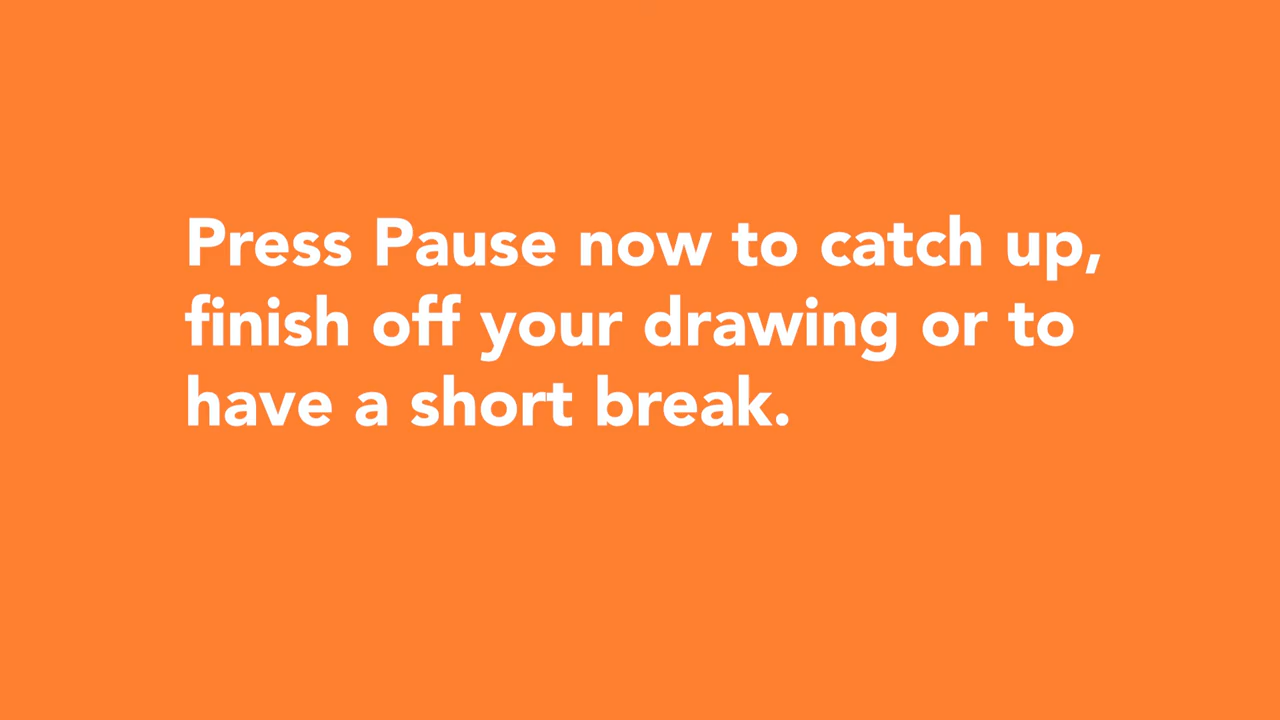 Press Pause now to catch up,
finish off your drawing or to
have a short break.